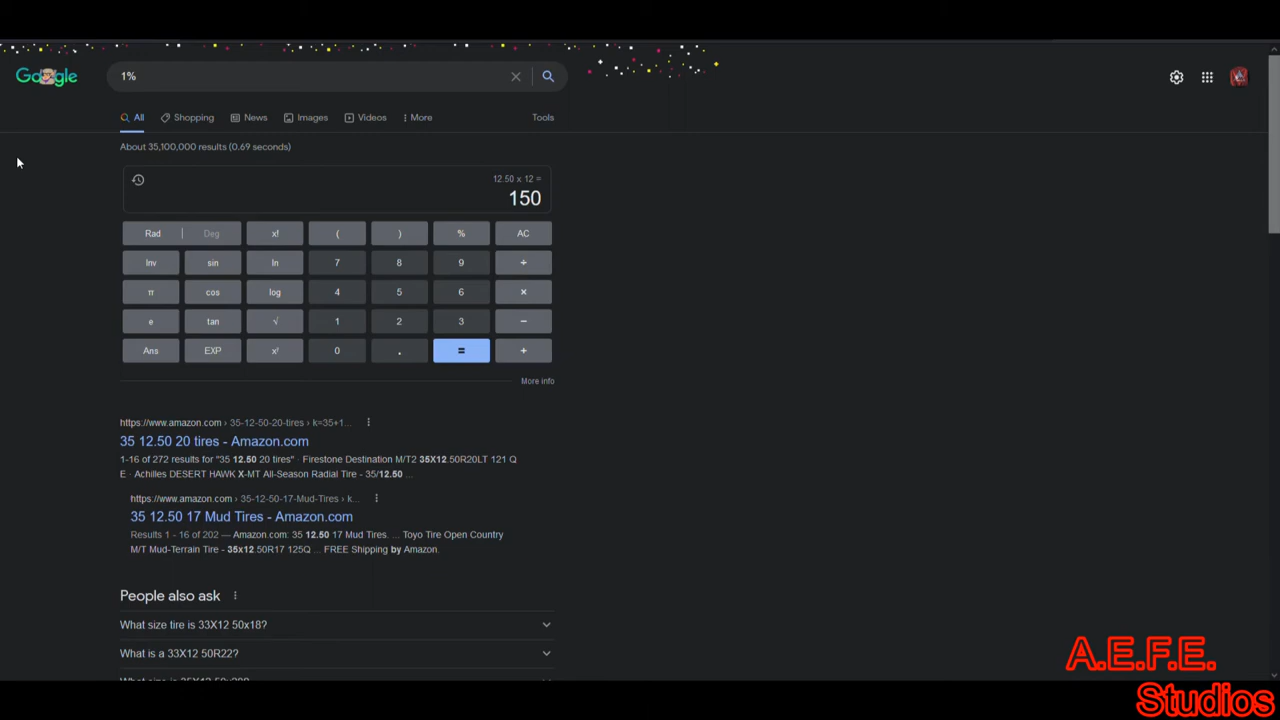 Google
1%
All
Shopping
News
Images
Videos
More
Tools
About 35,100,000 results (0.69 seconds)
12.50 x 12 =
150
Rad | Deg x! ( ) % AC
Inv sin ln 7 8 9 ÷
π cos log 4 5 6 ×
e tan √ 1 2 3 −
Ans EXP xʸ 0 . = +
More info
https://www.amazon.com › 35-12-50-20-tires › k=35+1...
35 12.50 20 tires - Amazon.com
1-16 of 272 results for "35 12.50 20 tires" · Firestone Destination M/T2 35X12.50R20LT 121 Q
E · Achilles DESERT HAWK X-MT All-Season Radial Tire - 35/12.50 ...
https://www.amazon.com › 35-12-50-17-Mud-Tires › k...
35 12.50 17 Mud Tires - Amazon.com
Results 1 - 16 of 202 — Amazon.com: 35 12.50 17 Mud Tires. ... Toyo Tire Open Country
M/T Mud-Terrain Tire - 35x12.50R17 125Q ... FREE Shipping by Amazon.
People also ask
What size tire is 33X12 50x18?
What is a 33X12 50R22?
A.E.F.E.
Studios